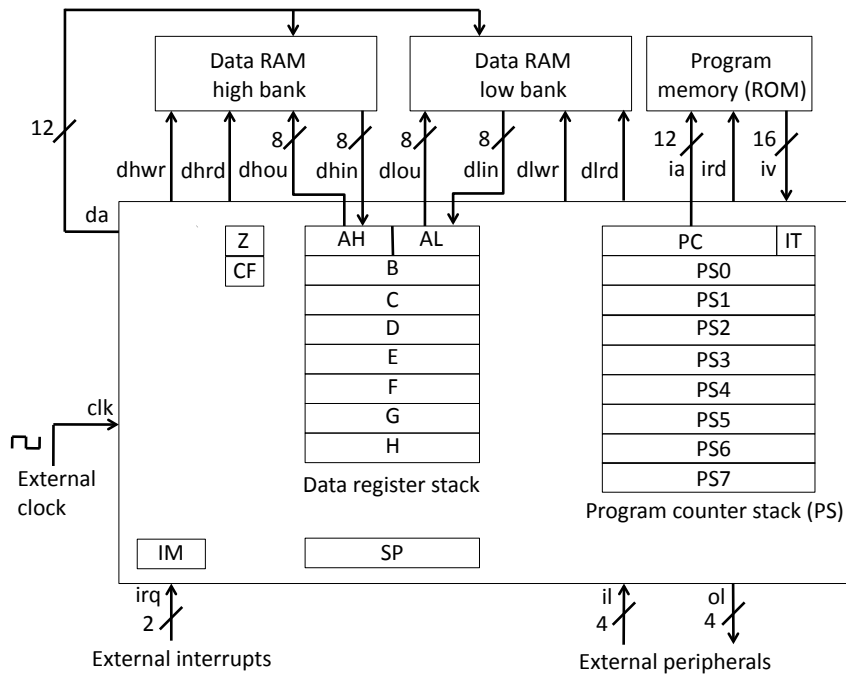 Data RAM
high bank
Data RAM
low bank
Program
memory (ROM)
12
8
8
8
8
12
16
dhwr
dhrd
dhou
dhin
dlou
dlin
dlwr
dlrd
ia
ird
iv
da
Z
CF
AH
AL
B
C
D
E
F
G
H
Data register stack
PC
IT
PS0
PS1
PS2
PS3
PS4
PS5
PS6
PS7
Program counter stack (PS)
clk
External
clock
IM
SP
irq
2
External interrupts
il
4
ol
4
External peripherals